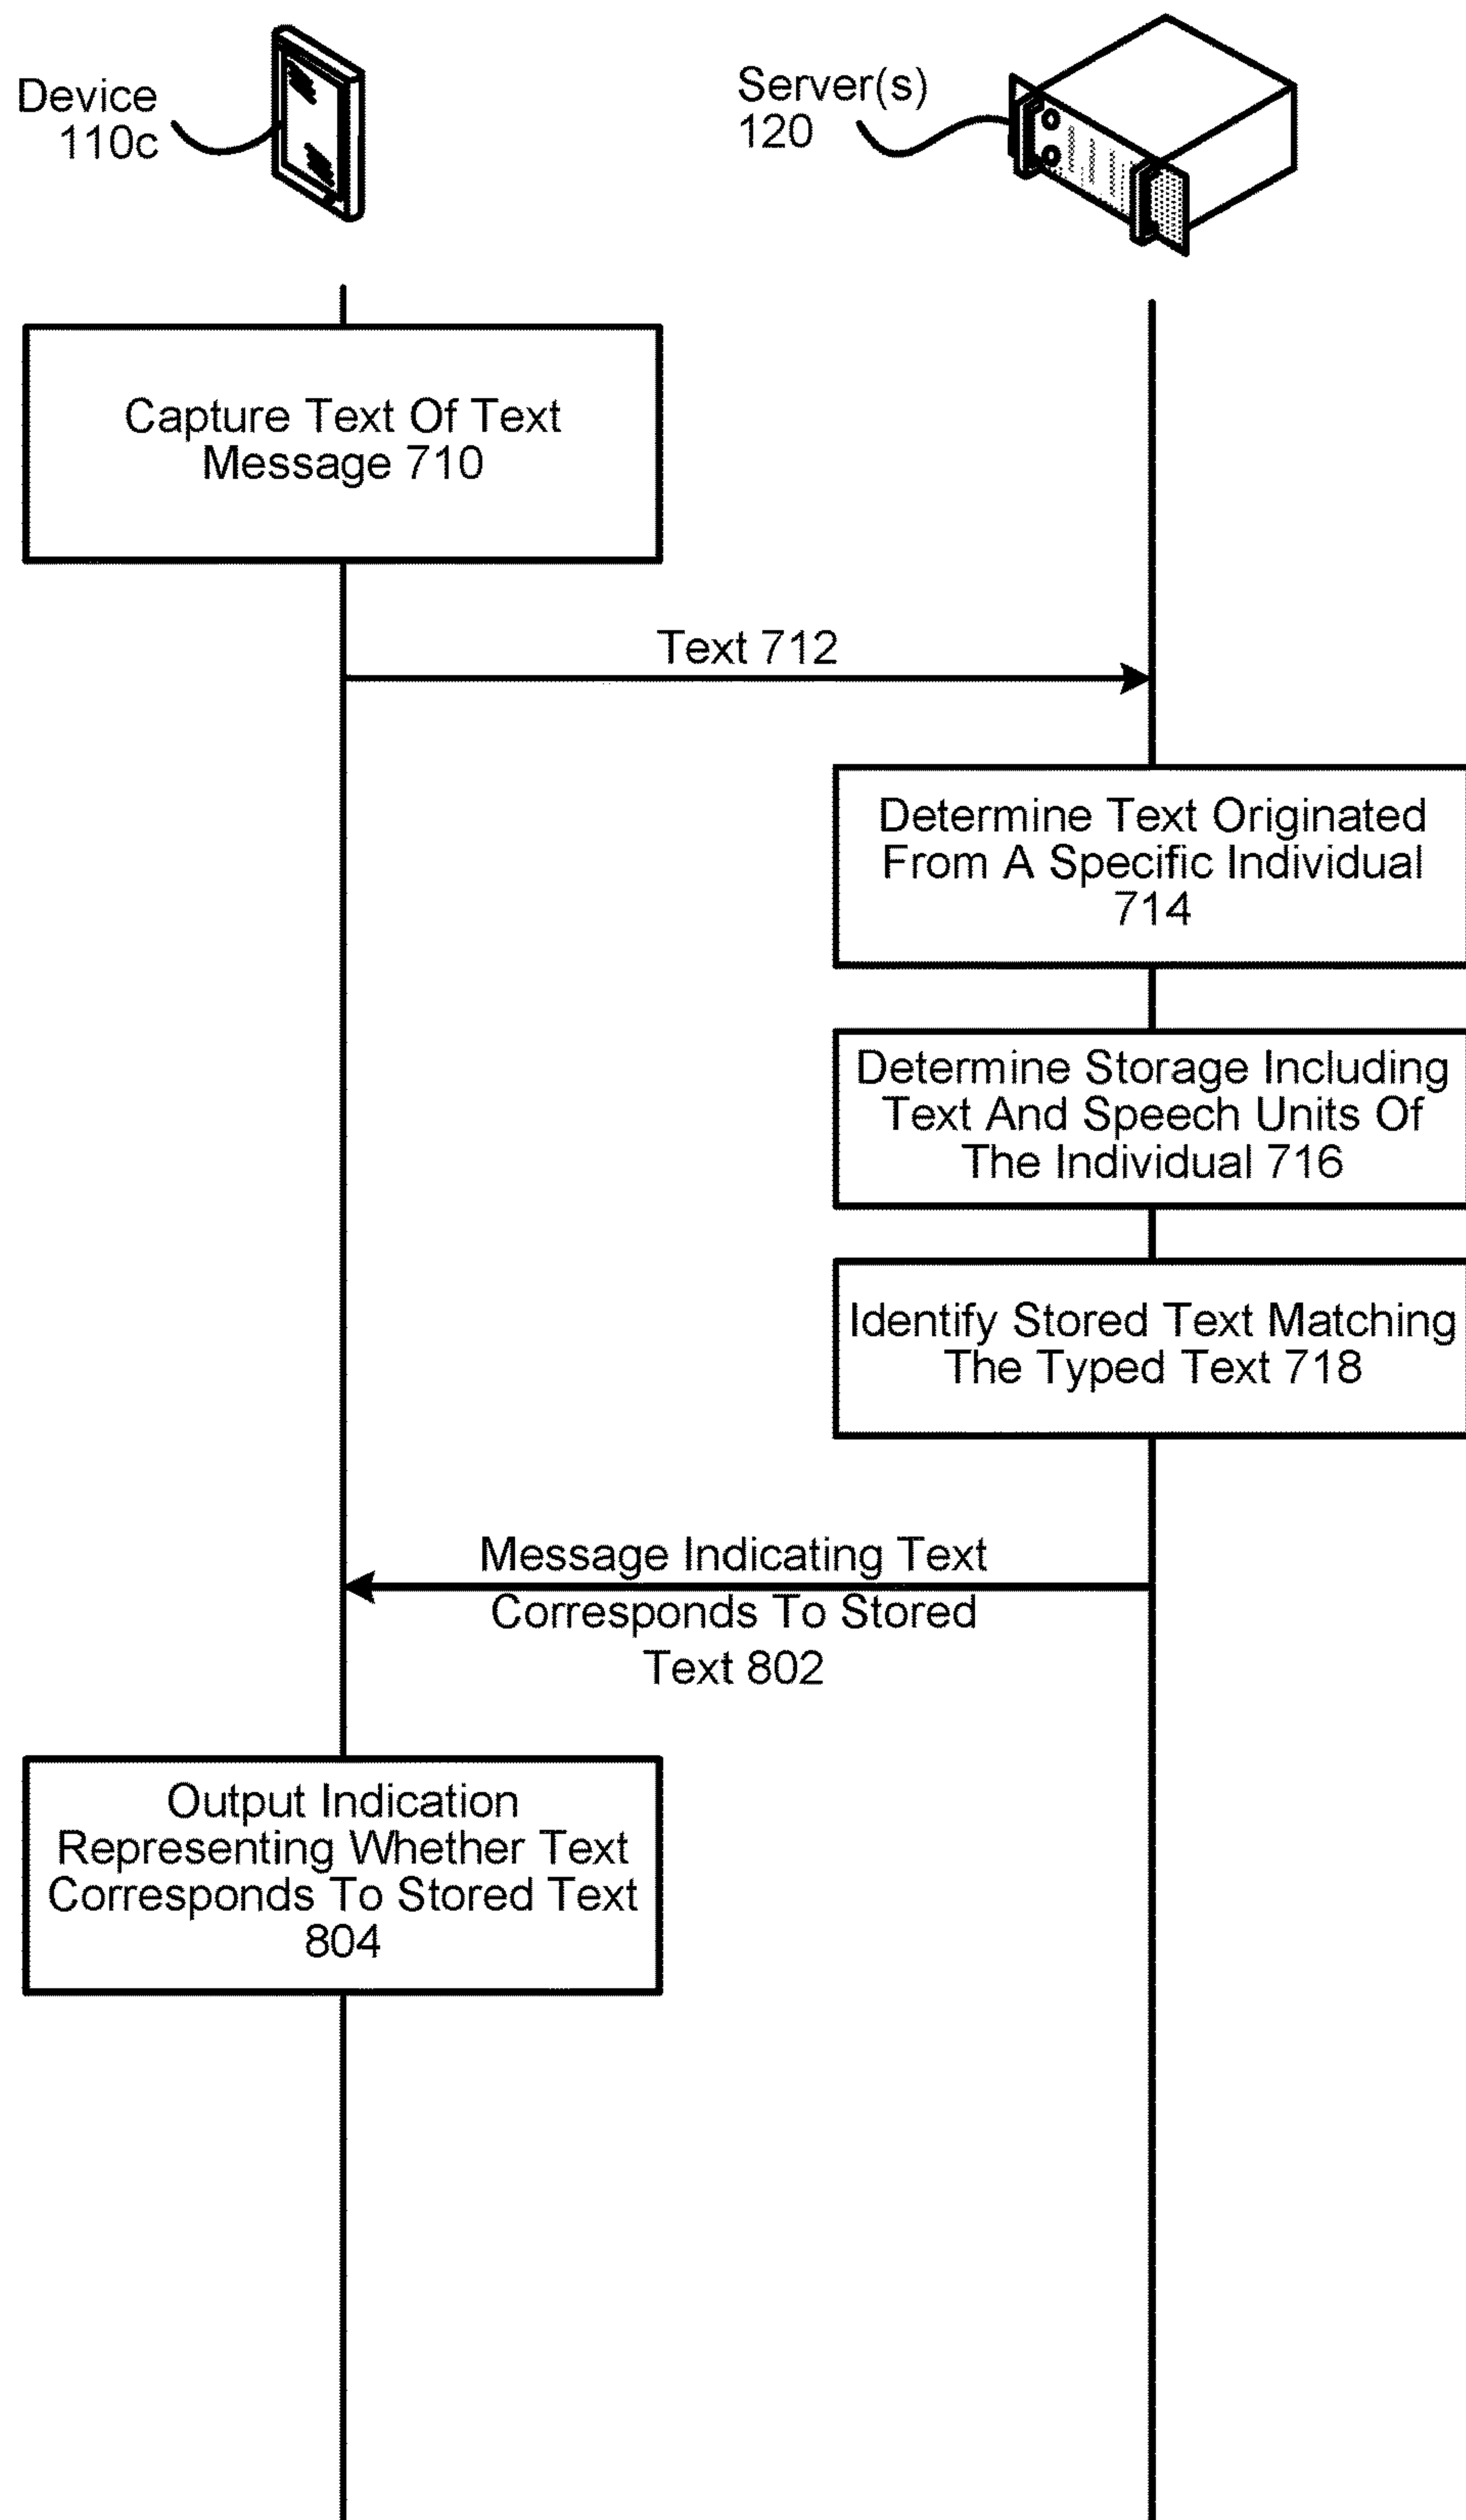 Device
110c
Server(s)
120
Capture Text Of Text
Message 710
Text 712
Determine Text Originated
From A Specific Individual
714
Determine Storage Including
Text And Speech Units Of
The Individual 716
Identify Stored Text Matching
The Typed Text 718
Message Indicating Text
Corresponds To Stored
Text 802
Output Indication
Representing Whether Text
Corresponds To Stored Text
804